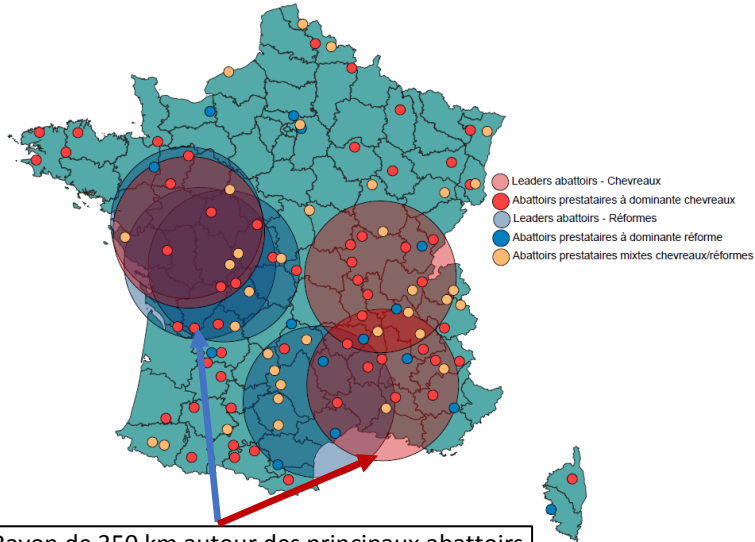 Leaders abattoirs - Chevreaux
Abattoirs prestataires à dominante chevreaux
Leaders abattoirs - Réformes
Abattoirs prestataires à dominante réforme
Abattoirs prestataires mixtes chevreaux/réformes
Rayon de 350 km autour des principaux abattoirs